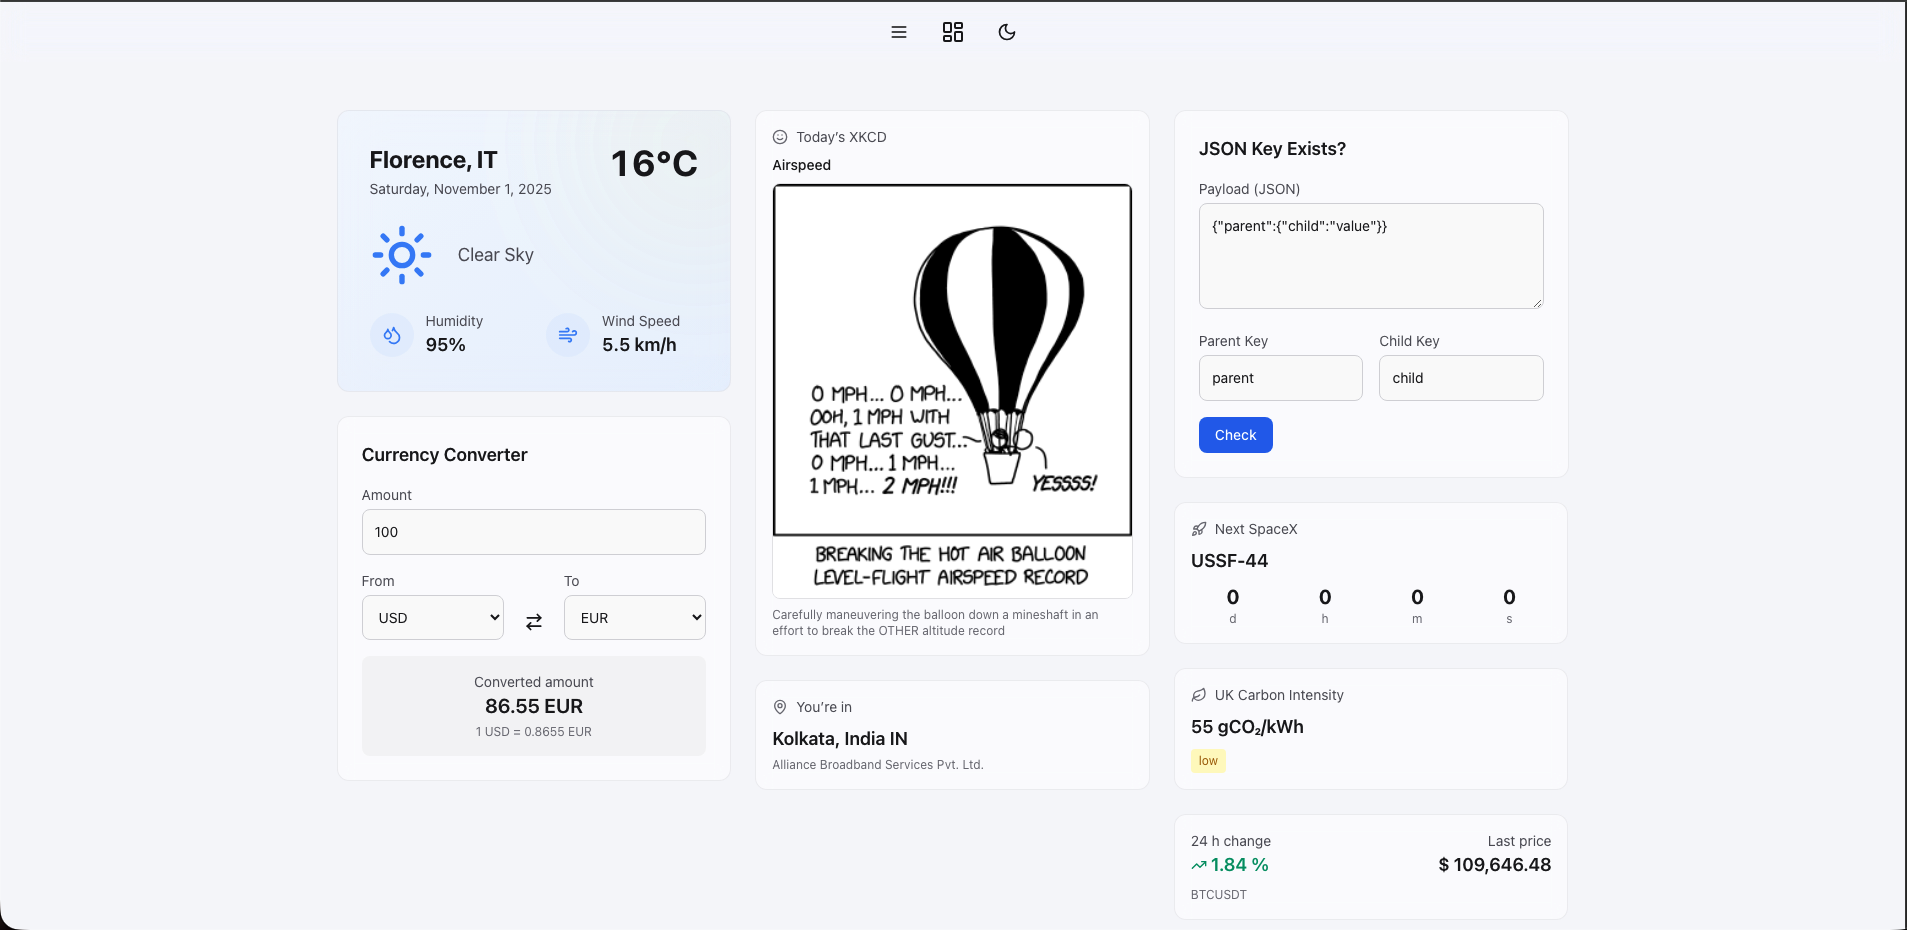 Florence, IT
16°C
Saturday, November 1, 2025
Clear Sky
Humidity
95%
Wind Speed
5.5 km/h
Currency Converter
Amount
100
From
To
USD
EUR
Converted amount
86.55 EUR
1 USD = 0.8655 EUR
Today's XKCD
Airspeed
0 MPH... 0 MPH...
OOH, 1 MPH WITH
THAT LAST GUST...
0 MPH... 1 MPH...
1 MPH... 2 MPH!!!
YESSSS!
BREAKING THE HOT AIR BALLOON
LEVEL-FLIGHT AIRSPEED RECORD
Carefully maneuvering the balloon down a mineshaft in an
effort to break the OTHER altitude record
You're in
Kolkata, India IN
Alliance Broadband Services Pvt. Ltd.
JSON Key Exists?
Payload (JSON)
{"parent":{"child":"value"}}
Parent Key
Child Key
parent
child
Check
Next SpaceX
USSF-44
0 0 0 0
d h m s
UK Carbon Intensity
55 gCO₂/kWh
low
24 h change
Last price
1.84 %
$ 109,646.48
BTCUSDT